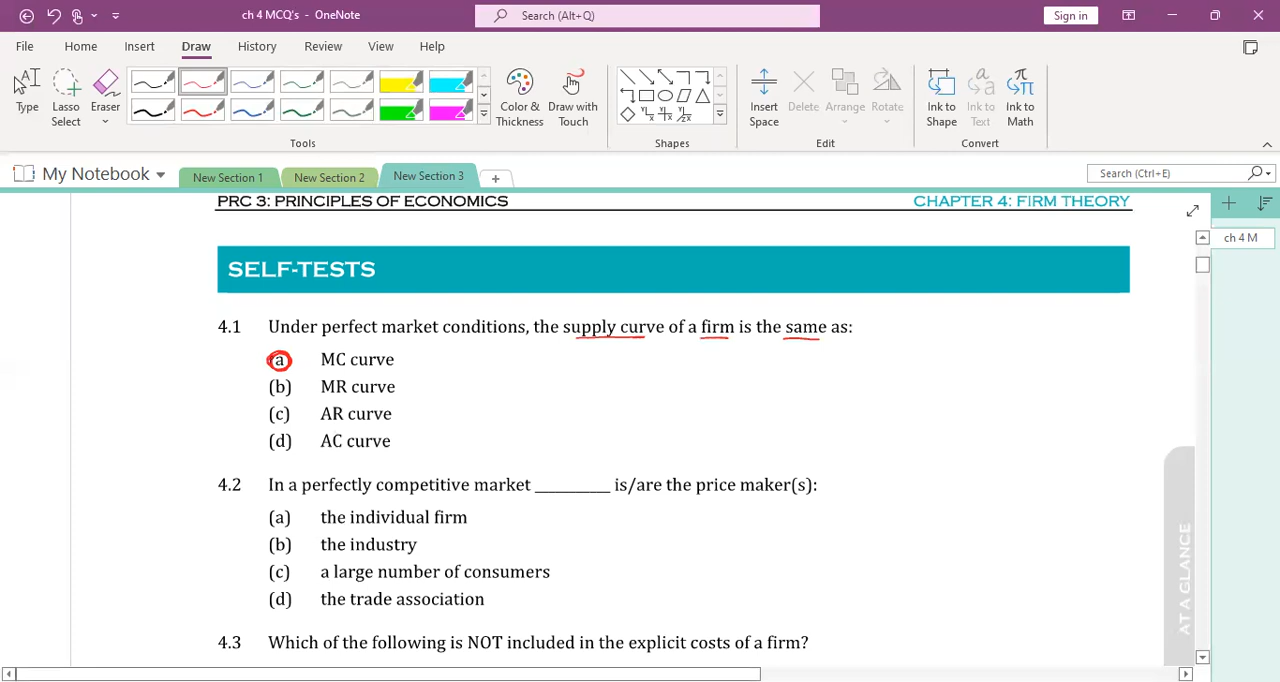 ch 4 MCQ's - OneNote
Search (Alt+Q)
Sign in
File Home Insert Draw History Review View Help
Type
Lasso Select
Eraser
Color & Thickness
Draw with Touch
Insert Space
Delete
Arrange
Rotate
Ink to Shape
Ink to Text
Ink to Math
Tools Shapes Edit Convert
My Notebook
New Section 1 New Section 2 New Section 3
Search (Ctrl+E)
ch 4 M
PRC 3: PRINCIPLES OF ECONOMICS CHAPTER 4: FIRM THEORY
SELF-TESTS
4.1 Under perfect market conditions, the supply curve of a firm is the same as:
(a) MC curve
(b) MR curve
(c) AR curve
(d) AC curve
4.2 In a perfectly competitive market __________ is/are the price maker(s):
(a) the individual firm
(b) the industry
(c) a large number of consumers
(d) the trade association
4.3 Which of the following is NOT included in the explicit costs of a firm?
AT A GLANCE